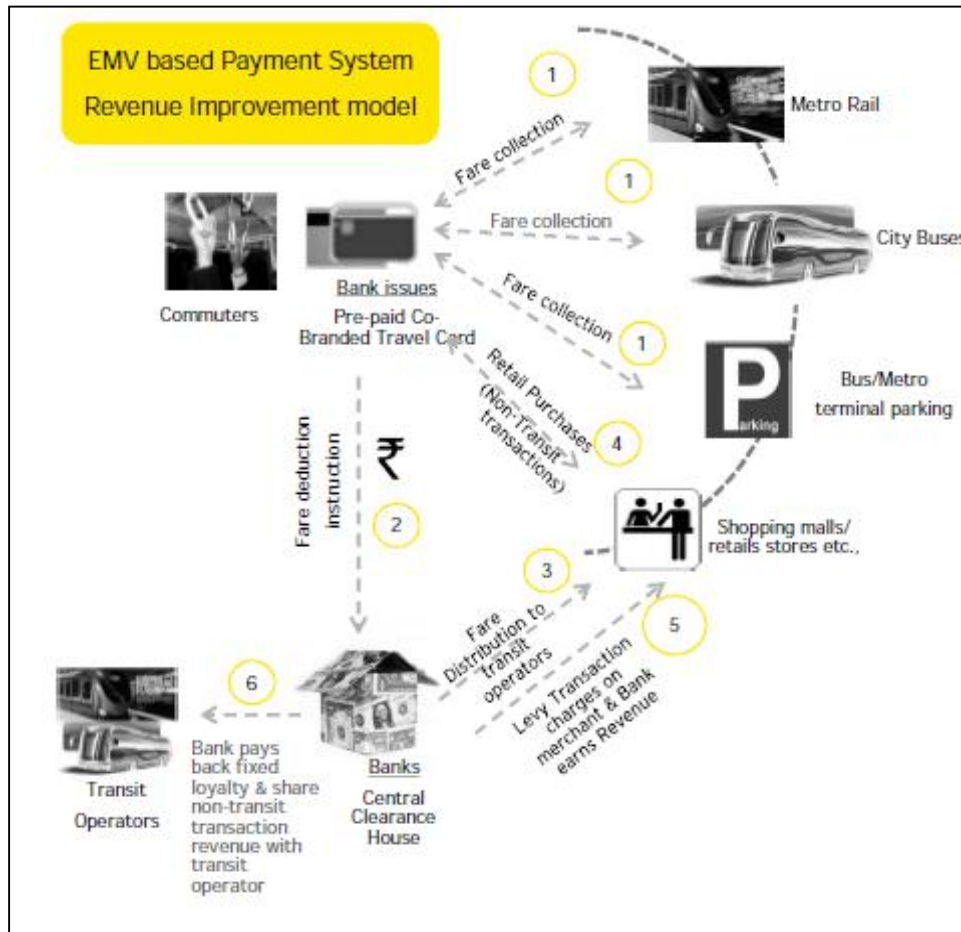 EMV based Payment System
Revenue Improvement model
1
Metro Rail
Fare collection
1
Fare collection
City Buses
Commuters
Bank issues
Pre-paid Co-
Branded Travel Card
Fare collection
1
Parking
Bus/Metro
terminal parking
Retail Purchases
(Non-Transit
transactions)
4
Fare deduction
instruction
₹
2
Shopping malls/
retails stores etc.,
3
Fare
Distribution to
transit
operators
5
Levy Transaction
charges on
merchant & Bank
earns Revenue
6
Transit
Operators
Bank pays
back fixed
loyalty & share
non-transit
transaction
revenue with
transit
operator
Banks
Central
Clearance
House